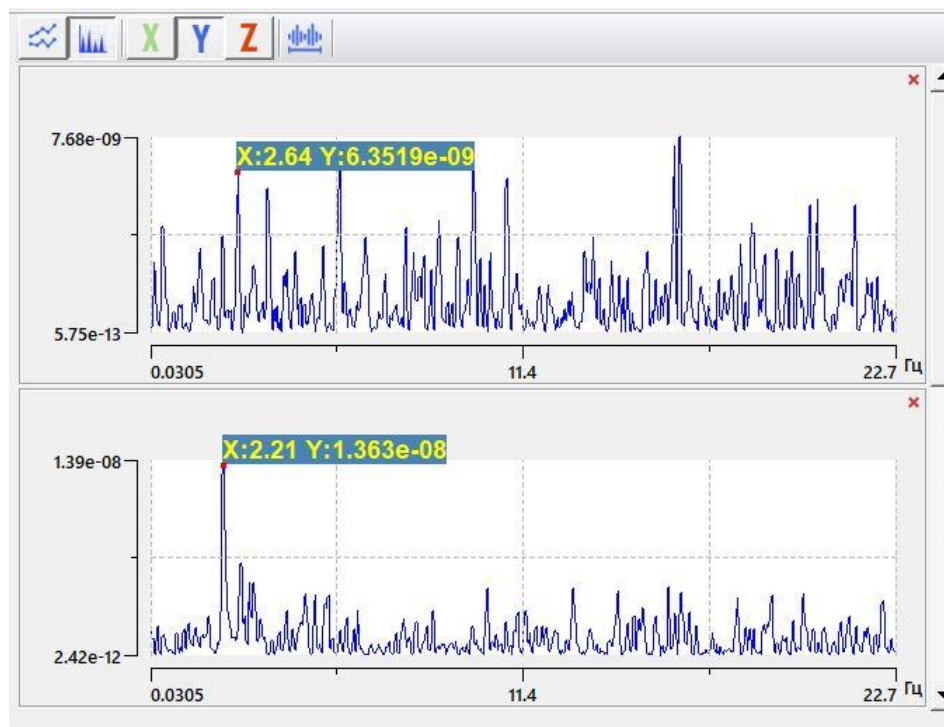 X Y Z
7.68e-09
X:2.64 Y:6.3519e-09
5.75e-13
0.0305 11.4 22.7 Гц
1.39e-08
X:2.21 Y:1.363e-08
2.42e-12
0.0305 11.4 22.7 Гц